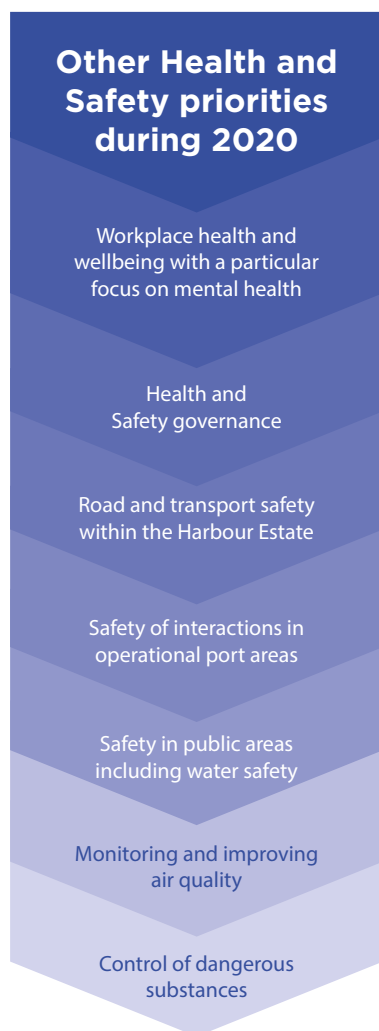 Other Health and
Safety priorities
during 2020
Workplace health and
wellbeing with a particular
focus on mental health
Health and
Safety governance
Road and transport safety
within the Harbour Estate
Safety of interactions in
operational port areas
Safety in public areas
including water safety
Monitoring and improving
air quality
Control of dangerous
substances